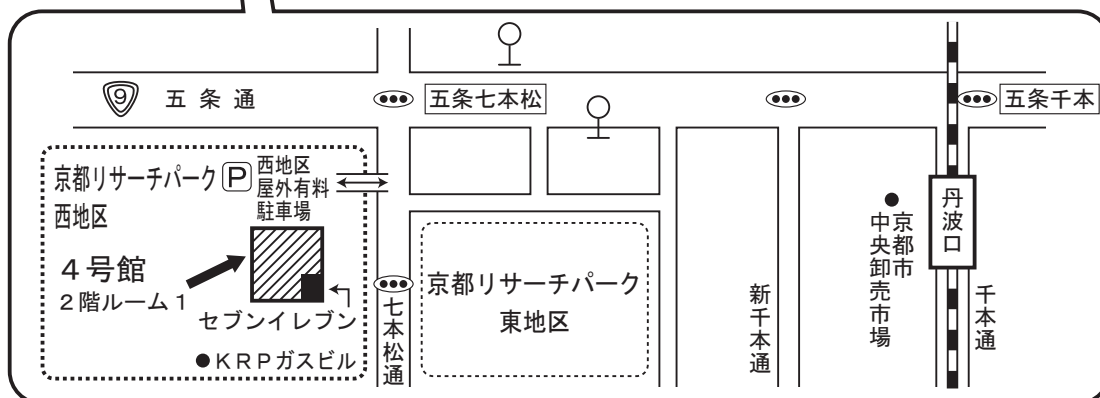 9
五条通
五条七本松
五条千本
京都リサーチパーク
西地区
P
西地区
屋外有料
駐車場
4号館
2階ルーム1
セブンイレブン
●KRPガスビル
七本松通
京都リサーチパーク
東地区
新千本通
●京都市
中央卸売市場
丹波口
千本通